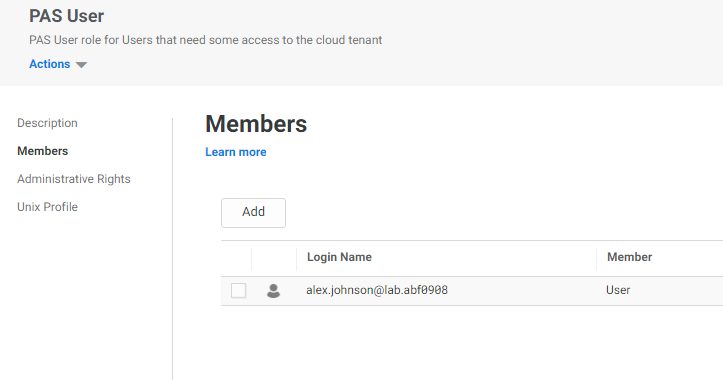 PAS User
PAS User role for Users that need some access to the cloud tenant
Actions
Description
Members
Administrative Rights
Unix Profile
Members
Learn more
Add
Login Name Member
alex.johnson@lab.abf0908 User